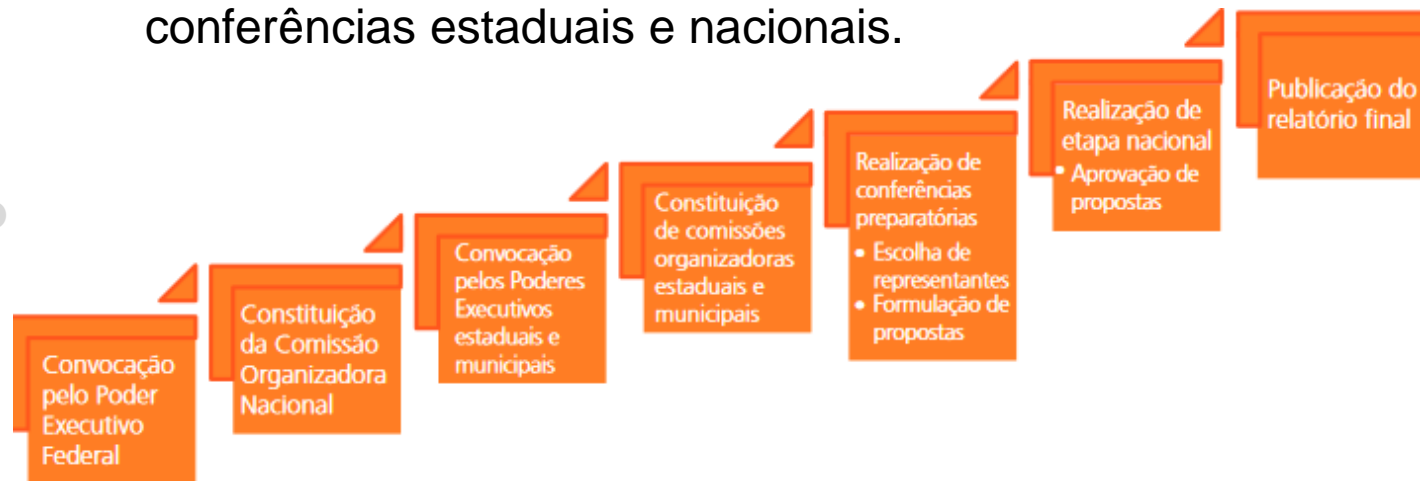 conferências estaduais e nacionais.
Convocação
pelo Poder
Executivo
Federal
Constituição
da Comissão
Organizadora
Nacional
Convocação
pelos Poderes
Executivos
estaduais e
municipais
Constituição
de comissões
organizadoras
estaduais e
municipais
Realização de
conferências
preparatórias
• Escolha de
representantes
• Formulação de
propostas
Realização de
etapa nacional
• Aprovação de
propostas
Publicação do
relatório final